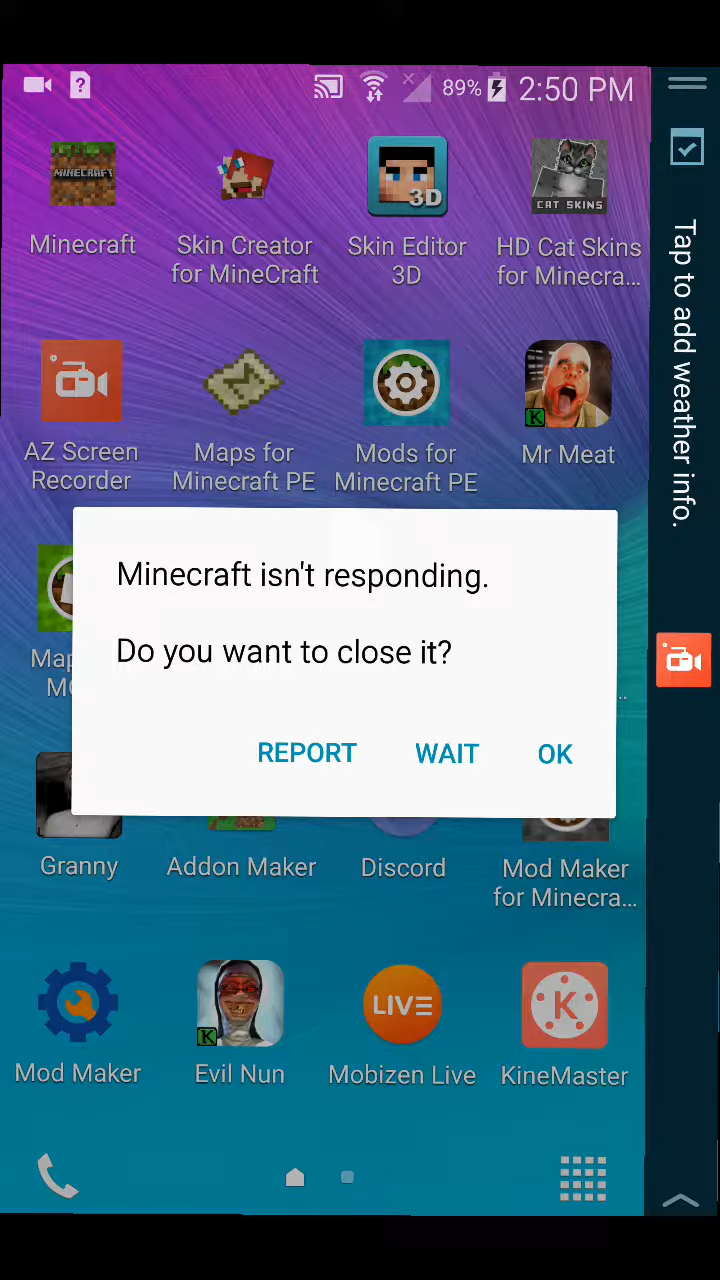 89% 2:50 PM
MINECRAFT
3D
CAT SKINS
Minecraft
Skin Creator
for MineCraft
Skin Editor
3D
HD Cat Skins
for Minecra...
Tap to add weather info.
K
AZ Screen
Recorder
Maps for
Minecraft PE
Mods for
Minecraft PE
Mr Meat
Minecraft isn't responding.
Do you want to close it?
REPORT WAIT OK
Granny
Addon Maker
Discord
Mod Maker
for Minecra...
K
LIVE
K
Mod Maker
Evil Nun
Mobizen Live
KineMaster